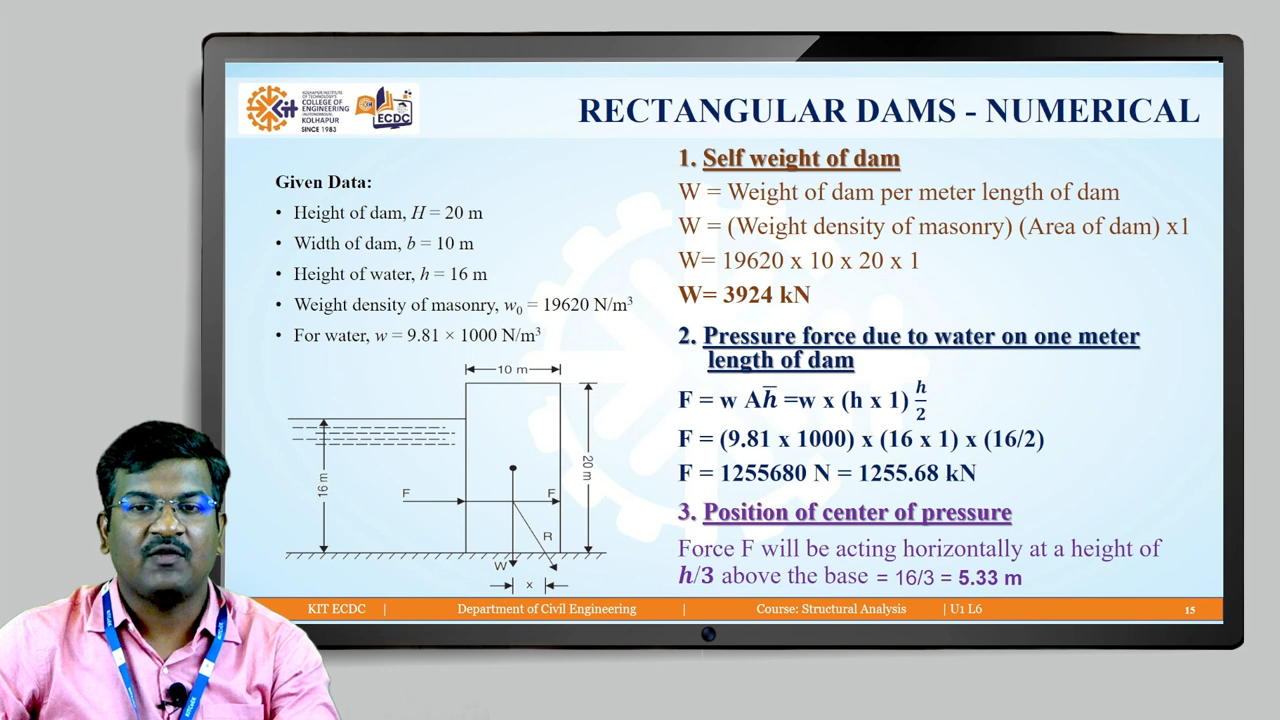 KOLHAPUR INSTITUTE
OF TECHNOLOGY'S
COLLEGE OF
ENGINEERING
(AUTONOMOUS),
KOLHAPUR
SINCE 1983
KIT
ECDC
RECTANGULAR DAMS - NUMERICAL
Given Data:
• Height of dam, H = 20 m
• Width of dam, b = 10 m
• Height of water, h = 16 m
• Weight density of masonry, w₀ = 19620 N/m³
• For water, w = 9.81 × 1000 N/m³
10 m
16 m
20 m
F
F
R
W
x
1. Self weight of dam
W = Weight of dam per meter length of dam
W = (Weight density of masonry) (Area of dam) x1
W= 19620 x 10 x 20 x 1
W= 3924 kN
2. Pressure force due to water on one meter
length of dam
F = w Ah̅ =w x (h x 1) h/2
F = (9.81 x 1000) x (16 x 1) x (16/2)
F = 1255680 N = 1255.68 kN
3. Position of center of pressure
Force F will be acting horizontally at a height of
h/3 above the base = 16/3 = 5.33 m
KIT ECDC | Department of Civil Engineering | Course: Structural Analysis | U1 L6 15